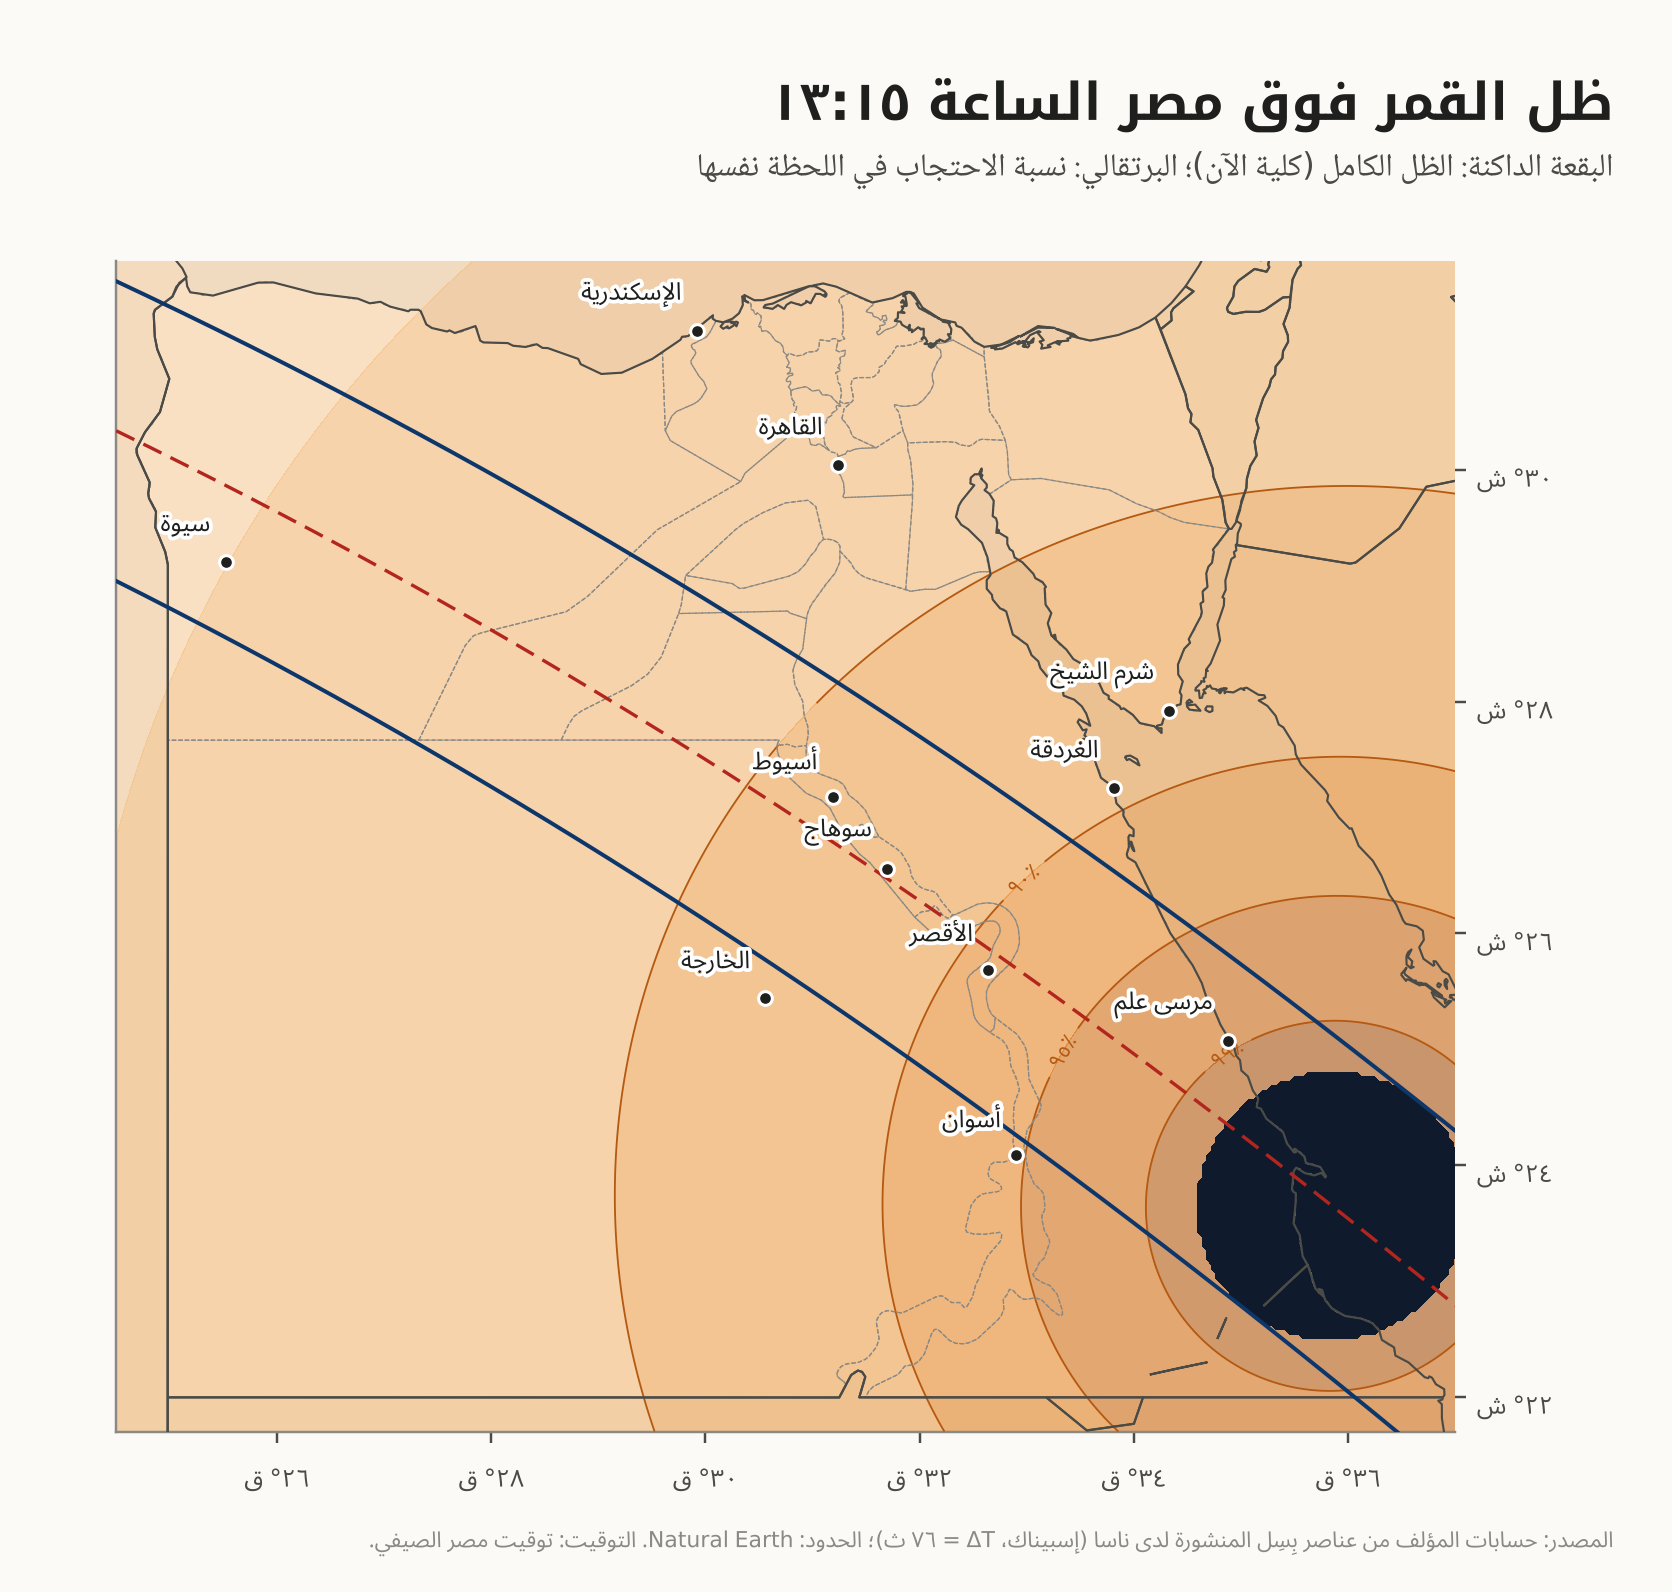 ظل القمر فوق مصر الساعة ١٣:١٥
البقعة الداكنة: الظل الكامل (كلية الآن)؛ البرتقالي: نسبة الاحتجاب في اللحظة نفسها
الإسكندرية
القاهرة
٣٠° ش
سيوة
شرم الشيخ
٢٨° ش
الغردقة
أسيوط
سوهاج
٩٠٪
الأقصر
٢٦° ش
الخارجة
مرسى علم
٩٥٪
٩٩٪
أسوان
٢٤° ش
٢٢° ش
٢٦° ق
٢٨° ق
٣٠° ق
٣٢° ق
٣٤° ق
٣٦° ق
المصدر: حسابات المؤلف من عناصر بِسِل المنشورة لدى ناسا (إسبيناك، ΔT = ٧٦ ث)؛ الحدود: Natural Earth. التوقيت: توقيت مصر الصيفي.